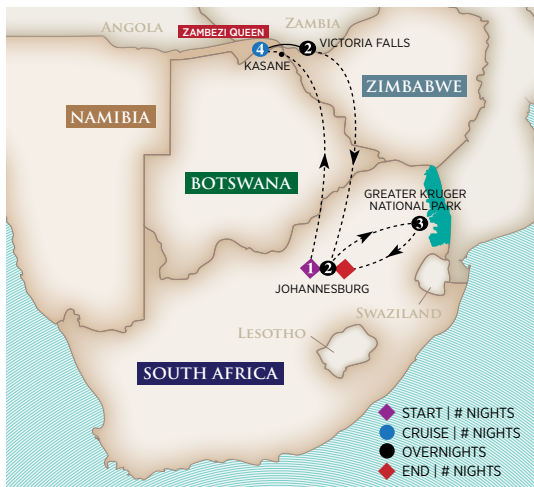 ANGOLA
ZAMBIA
ZAMBEZI QUEEN
4
2
VICTORIA FALLS
KASANE
ZIMBABWE
NAMIBIA
BOTSWANA
GREATER KRUGER
NATIONAL PARK
3
1
2
JOHANNESBURG
SWAZILAND
LESOTHO
SOUTH AFRICA
START | # NIGHTS
CRUISE | # NIGHTS
OVERNIGHTS
END | # NIGHTS